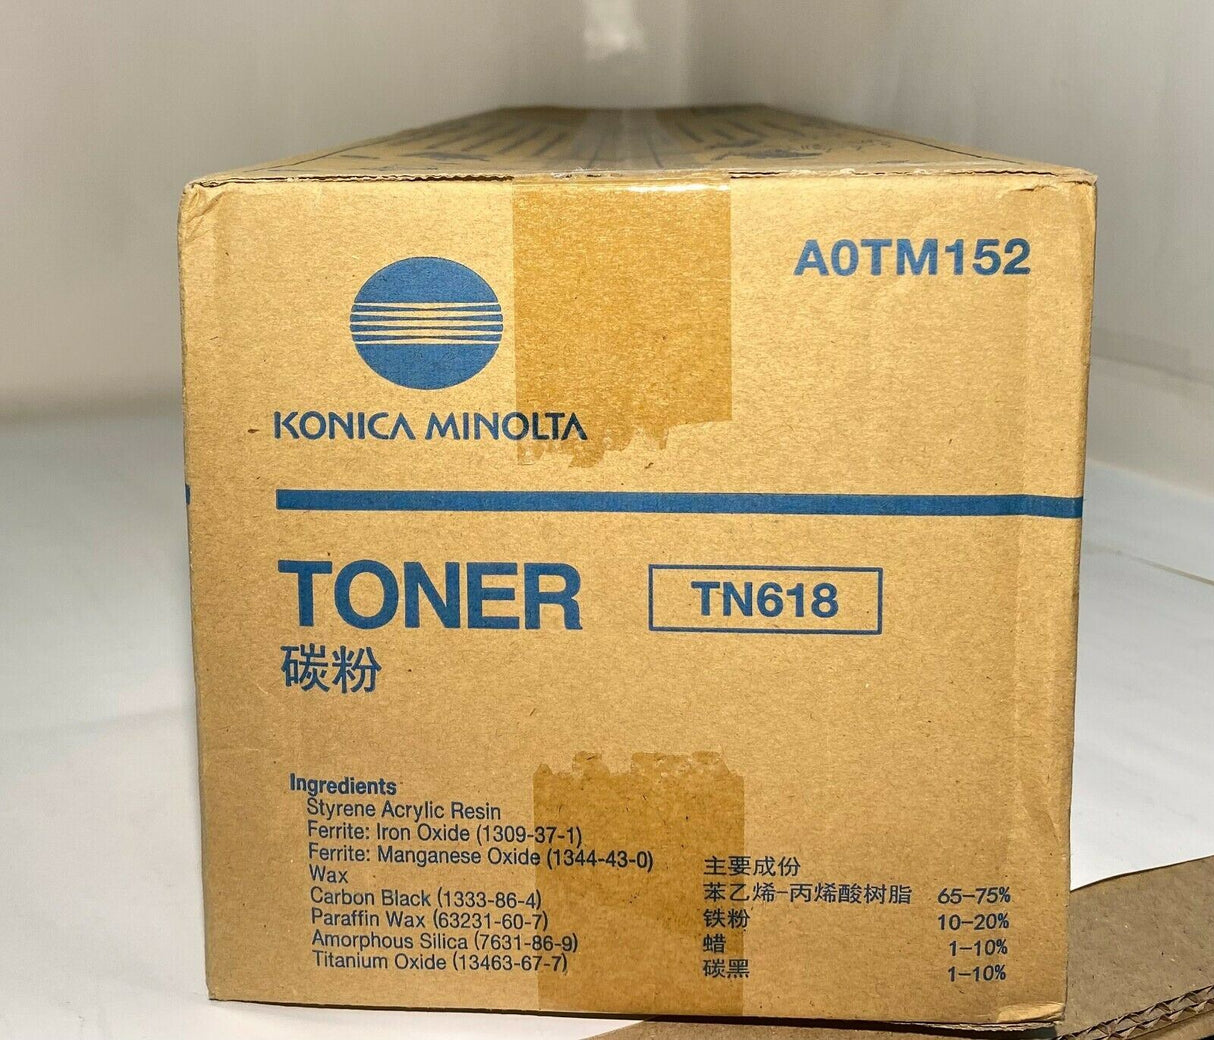 A0TM152
KONICA MINOLTA
TONER TN618
碳粉
Ingredients
Styrene Acrylic Resin
Ferrite: Iron Oxide (1309-37-1)
Ferrite: Manganese Oxide (1344-43-0)
Wax
Carbon Black (1333-86-4)
Paraffin Wax (63231-60-7)
Amorphous Silica (7631-86-9)
Titanium Oxide (13463-67-7)
主要成份
苯乙烯-丙烯酸树脂 65-75%
铁粉 10-20%
蜡 1-10%
碳黑 1-10%